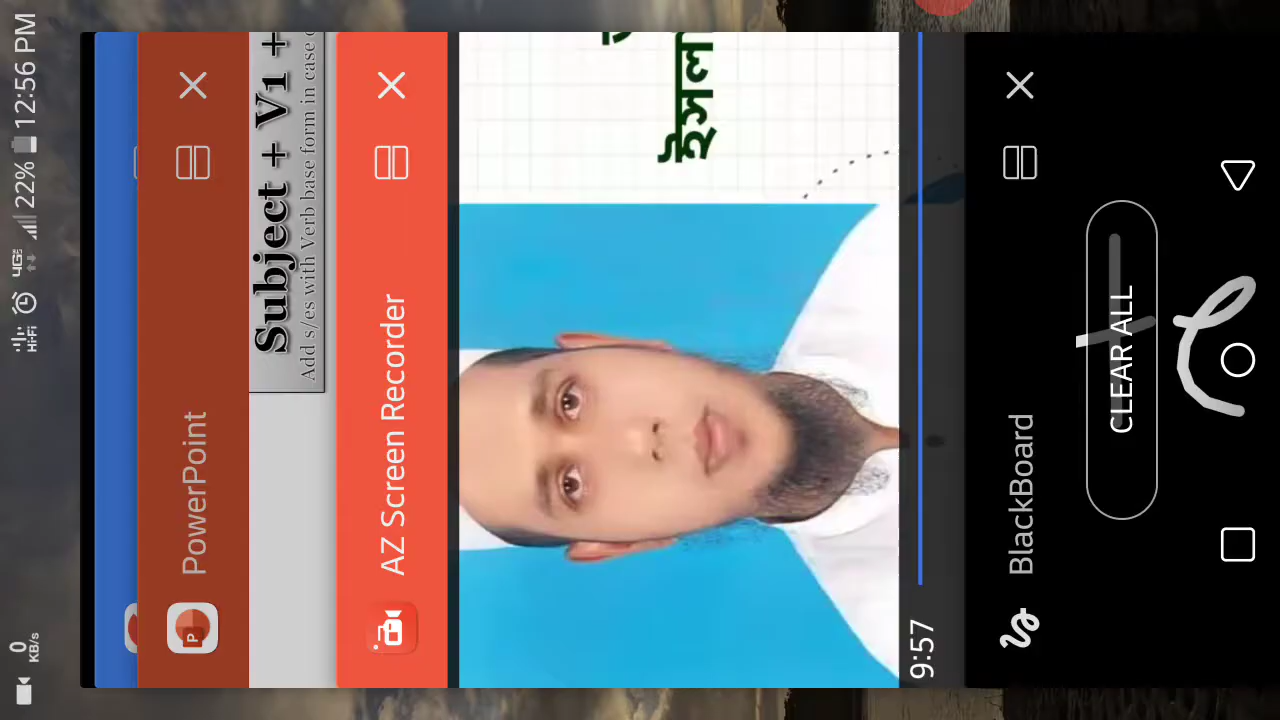 0
KB/s
HI-FI
4GE
22%
12:56 PM
PowerPoint
P
Subject + V1 +
Add s/es with Verb base form in case
AZ Screen Recorder
ইসলা
9:57
BlackBoard
CLEAR ALL